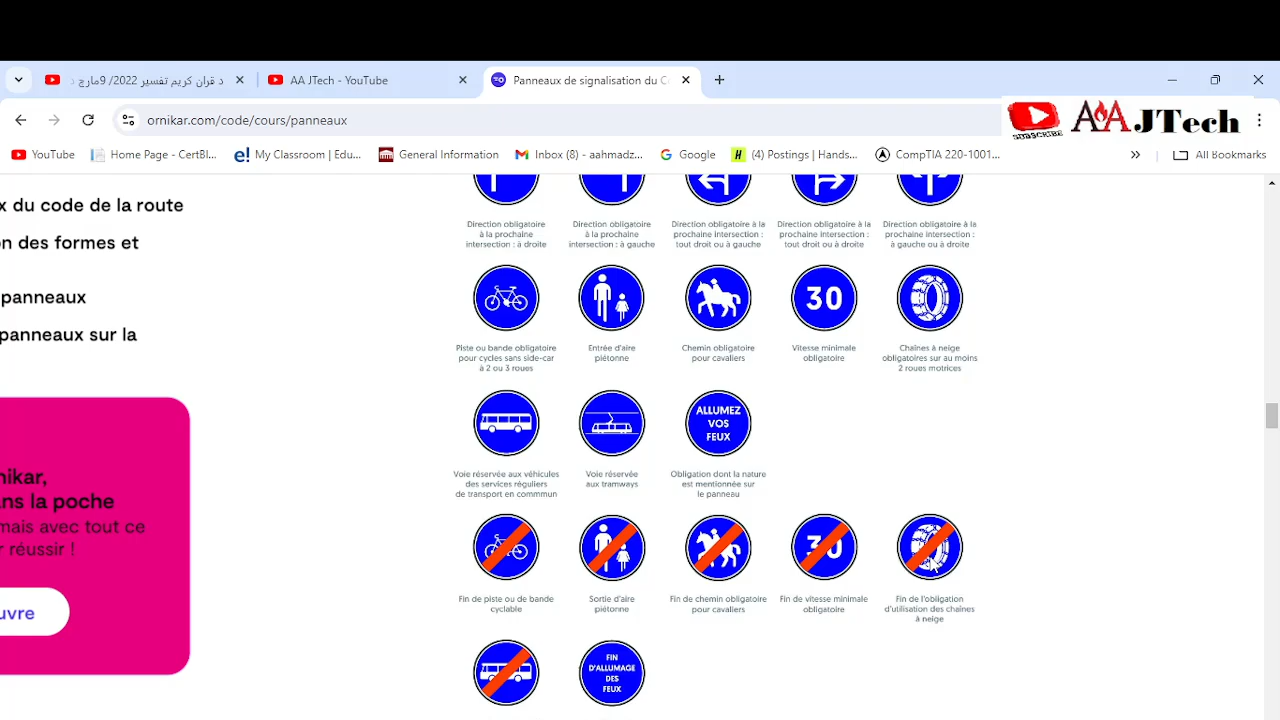 د قران کریم تفسیر 2022/ 9مارچ د
AA JTech - YouTube
Panneaux de signalisation du C
ornikar.com/code/cours/panneaux
SUBSCRIBE
AAJTech
YouTube
Home Page - CertBl...
My Classroom | Edu...
General Information
Inbox (8) - aahmadz...
Google
(4) Postings | Hands...
CompTIA 220-1001...
All Bookmarks
x du code de la route
n des formes et
panneaux
panneaux sur la
nikar,
ns la poche
mais avec tout ce
r réussir !
uvre
Direction obligatoire
à la prochaine
intersection : à droite
Direction obligatoire
à la prochaine
intersection : à gauche
Direction obligatoire à la
prochaine intersection :
tout droit ou à gauche
Direction obligatoire à la
prochaine intersection :
tout droit ou à droite
Direction obligatoire à la
prochaine intersection :
à gauche ou à droite
30
Piste ou bande obligatoire
pour cycles sans side-car
à 2 ou 3 roues
Entrée d'aire
piétonne
Chemin obligatoire
pour cavaliers
Vitesse minimale
obligatoire
Chaînes à neige
obligatoires sur au moins
2 roues motrices
ALLUMEZ
VOS
FEUX
Voie réservée aux véhicules
des services réguliers
de transport en commmun
Voie réservée
aux tramways
Obligation dont la nature
est mentionnée sur
le panneau
30
Fin de piste ou de bande
cyclable
Sortie d'aire
piétonne
Fin de chemin obligatoire
pour cavaliers
Fin de vitesse minimale
obligatoire
Fin de l'obligation
d'utilisation des chaînes
à neige
FIN
D'ALLUMAGE
DES
FEUX